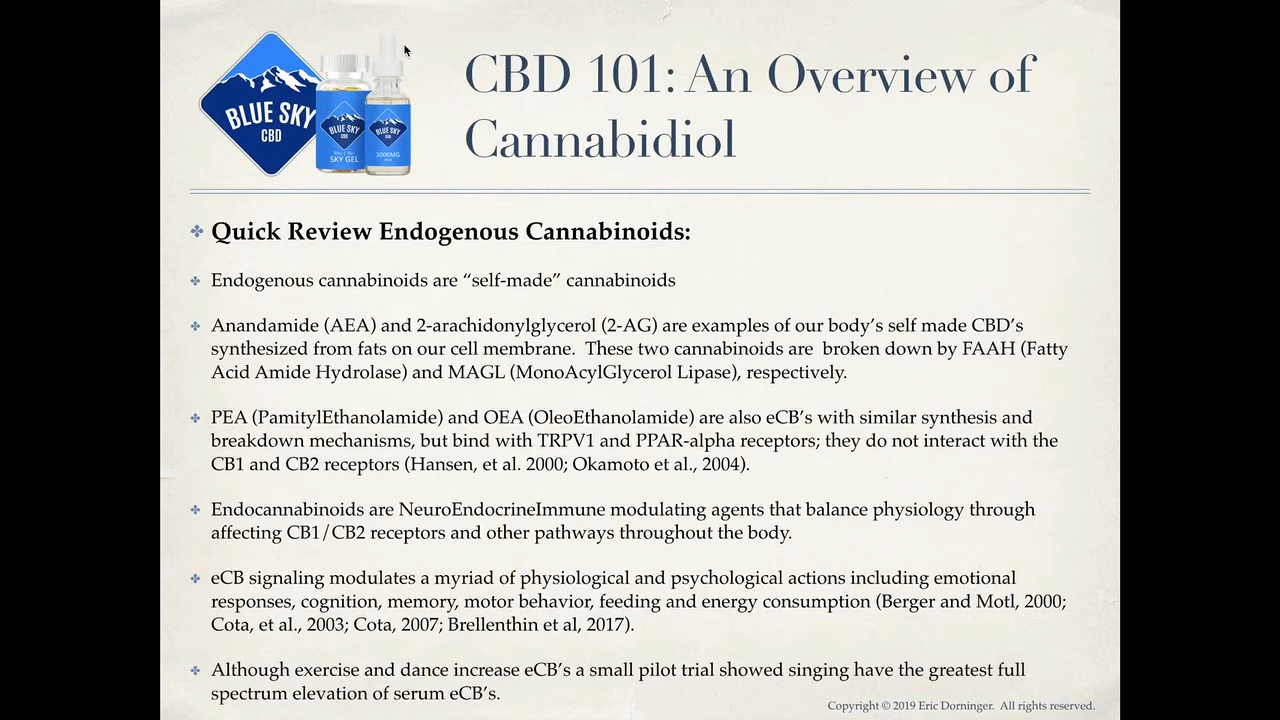 CBD 101: An Overview of
Cannabidiol
BLUE SKY
CBD
BLUE SKY
CBD
SKY GEL
BLUE SKY
CBD
3000MG
Quick Review Endogenous Cannabinoids:
Endogenous cannabinoids are “self-made” cannabinoids
Anandamide (AEA) and 2-arachidonylglycerol (2-AG) are examples of our body’s self made CBD’s
synthesized from fats on our cell membrane.  These two cannabinoids are  broken down by FAAH (Fatty
Acid Amide Hydrolase) and MAGL (MonoAcylGlycerol Lipase), respectively.
PEA (PamitylEthanolamide) and OEA (OleoEthanolamide) are also eCB’s with similar synthesis and
breakdown mechanisms, but bind with TRPV1 and PPAR-alpha receptors; they do not interact with the
CB1 and CB2 receptors (Hansen, et al. 2000; Okamoto et al., 2004).
Endocannabinoids are NeuroEndocrineImmune modulating agents that balance physiology through
affecting CB1/CB2 receptors and other pathways throughout the body.
eCB signaling modulates a myriad of physiological and psychological actions including emotional
responses, cognition, memory, motor behavior, feeding and energy consumption (Berger and Motl, 2000;
Cota, et al., 2003; Cota, 2007; Brellenthin et al, 2017).
Although exercise and dance increase eCB’s a small pilot trial showed singing have the greatest full
spectrum elevation of serum eCB’s.
Copyright © 2019 Eric Dorninger.  All rights reserved.